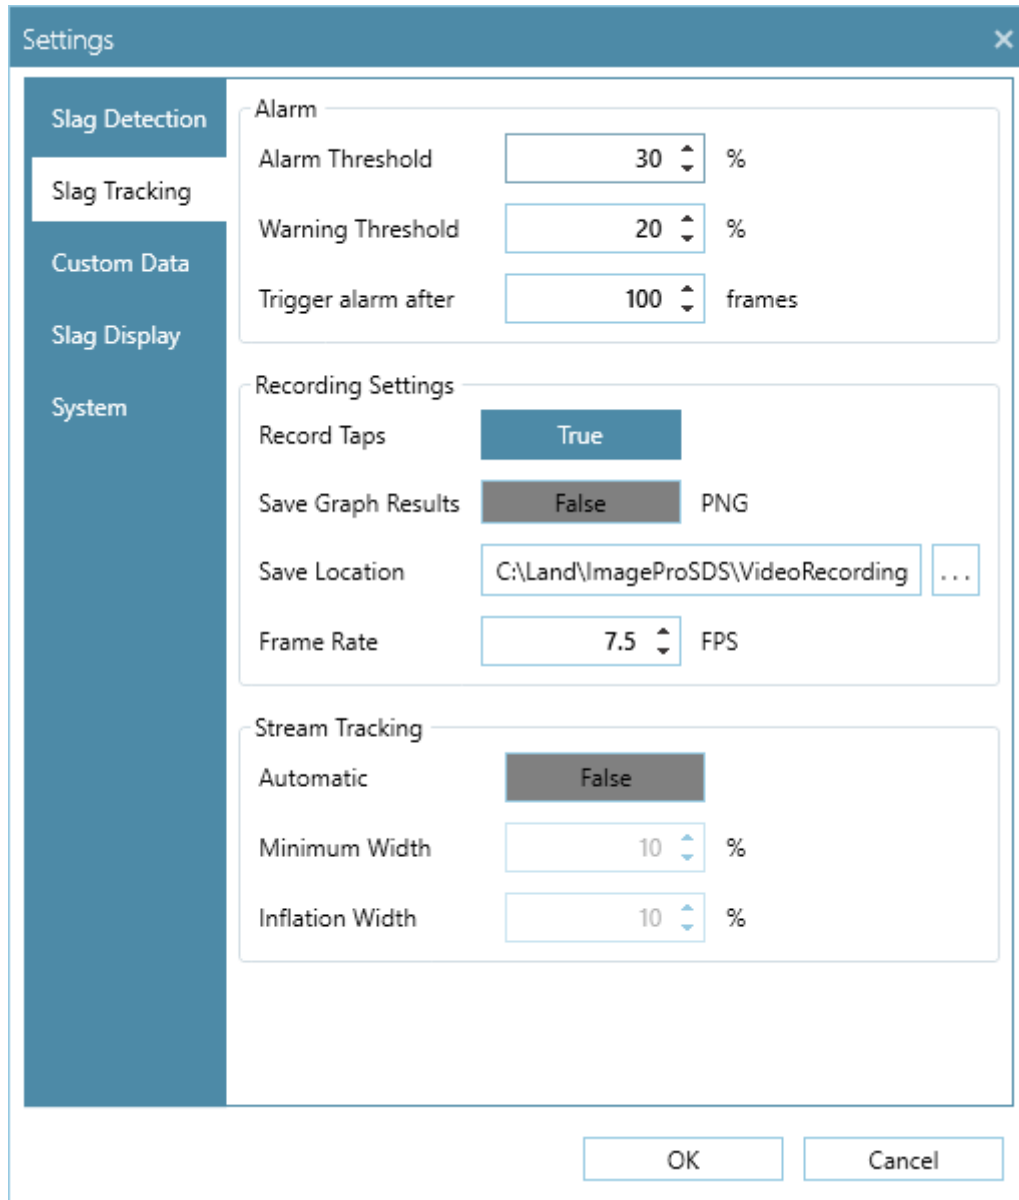 Settings
Slag Detection
Slag Tracking
Custom Data
Slag Display
System
Alarm
Alarm Threshold 30 %
Warning Threshold 20 %
Trigger alarm after 100 frames
Recording Settings
Record Taps True
Save Graph Results False PNG
Save Location C:\Land\ImageProSDS\VideoRecording ...
Frame Rate 7.5 FPS
Stream Tracking
Automatic False
Minimum Width 10 %
Inflation Width 10 %
OK Cancel